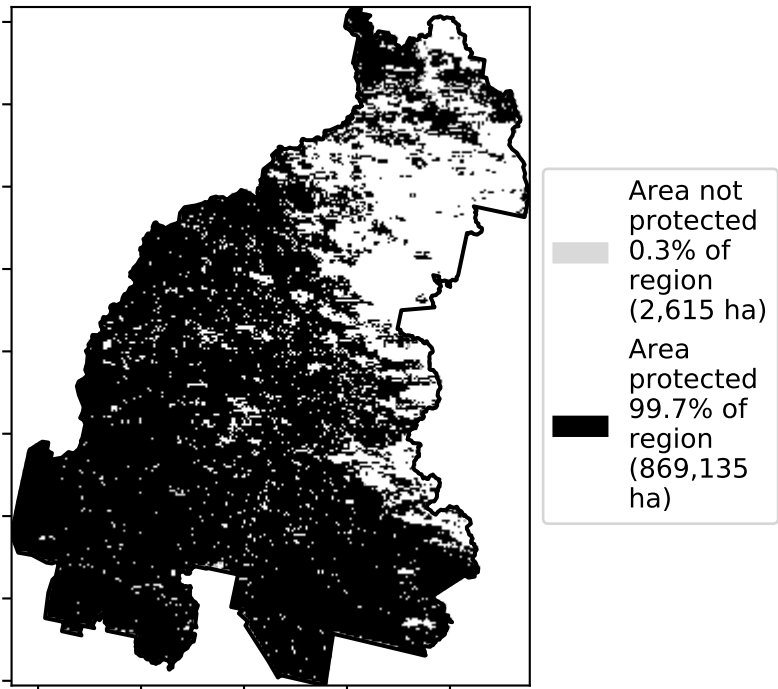 Area not
protected
0.3% of
region
(2,615 ha)
Area
protected
99.7% of
region
(869,135
ha)